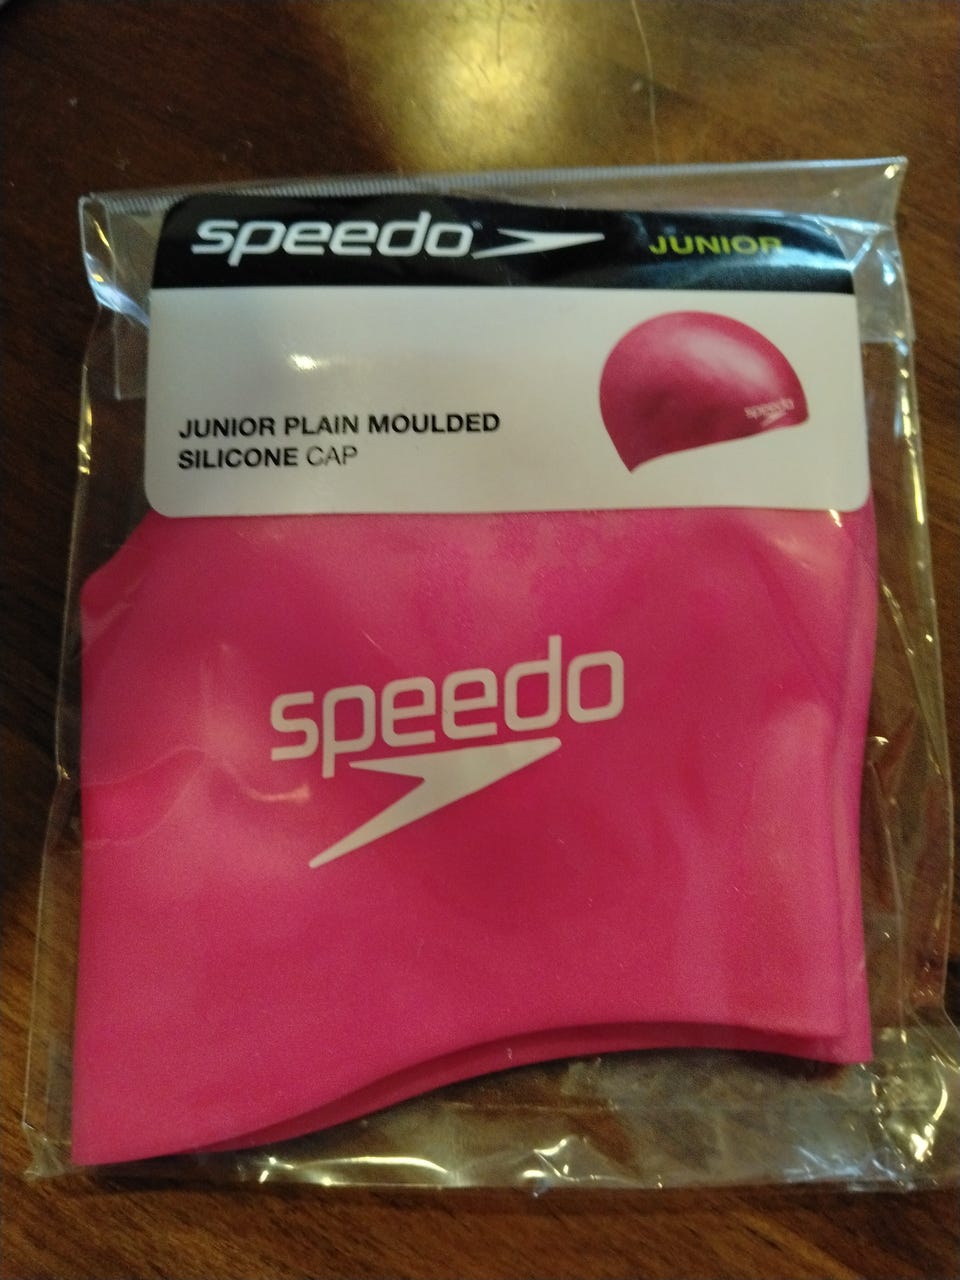 speedo JUNIOR
JUNIOR PLAIN MOULDED
SILICONE CAP
speedo
speedo